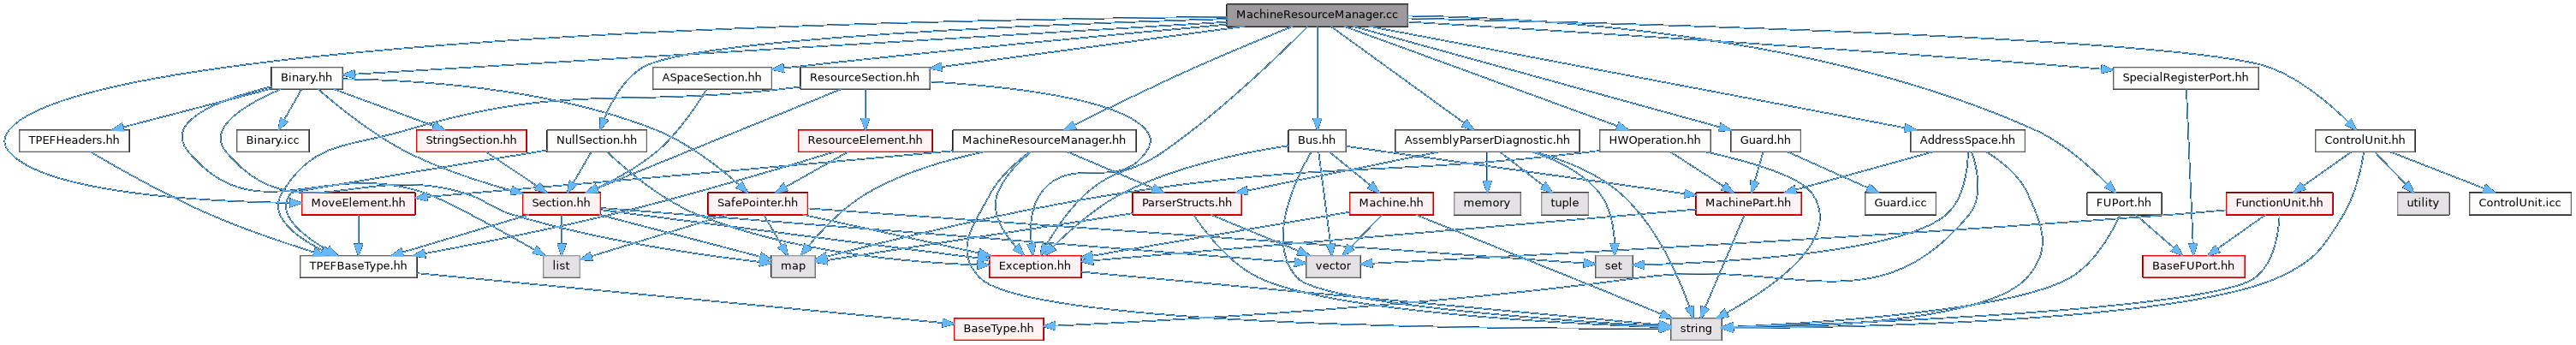 MachineResourceManager.cc
Binary.hh
ASpaceSection.hh
ResourceSection.hh
SpecialRegisterPort.hh
TPEFHeaders.hh
Binary.icc
StringSection.hh
NullSection.hh
ResourceElement.hh
MachineResourceManager.hh
Bus.hh
AssemblyParserDiagnostic.hh
HWOperation.hh
Guard.hh
AddressSpace.hh
ControlUnit.hh
MoveElement.hh
Section.hh
SafePointer.hh
ParserStructs.hh
Machine.hh
memory
tuple
MachinePart.hh
Guard.icc
FUPort.hh
FunctionUnit.hh
utility
ControlUnit.icc
TPEFBaseType.hh
list
map
Exception.hh
vector
set
BaseFUPort.hh
BaseType.hh
string